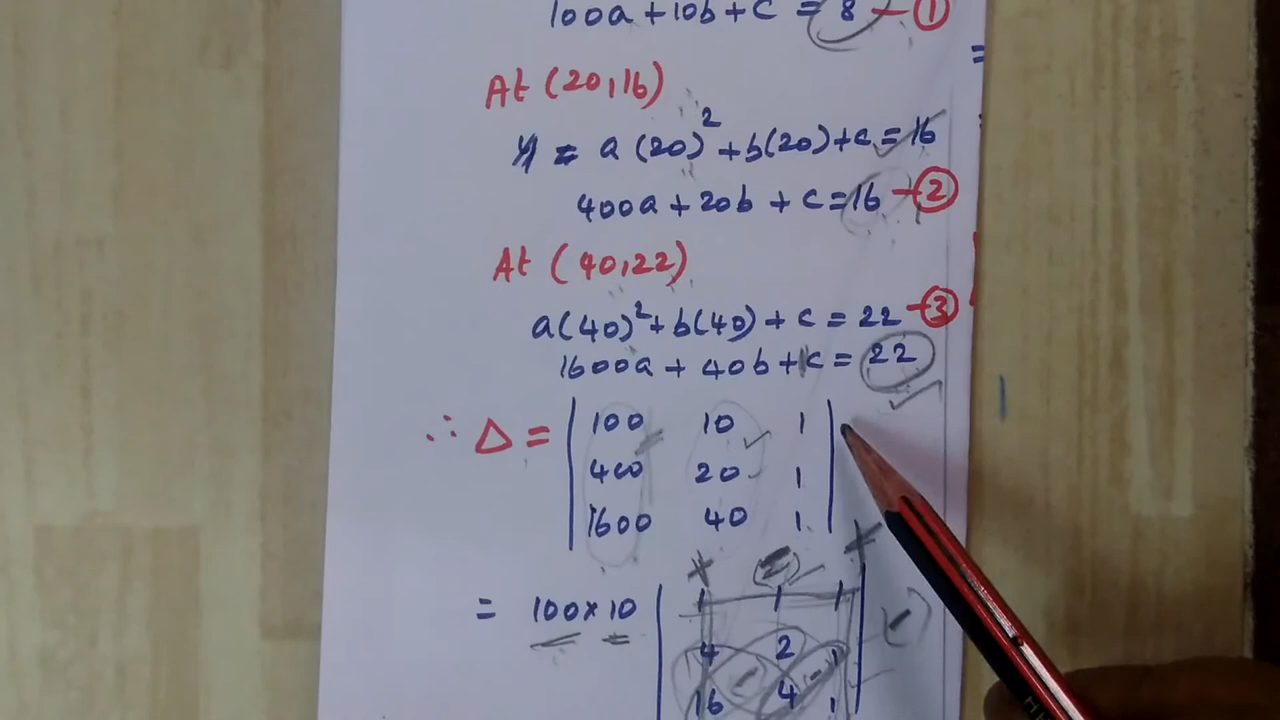 100a + 10b + c = 8 — ①
At (20,16)
y = a(20)² + b(20) + c = 16
400a + 20b + c = 16 — ②
At (40,22)
a(40)² + b(40) + c = 22 — ③
1600a + 40b + c = 22
∴ Δ = | 100 10 1 |
| 400 20 1 |
| 1600 40 1 |
= 100 × 10 | 1 1 1 |
| 4 2 1 |
| 16 4 1 |